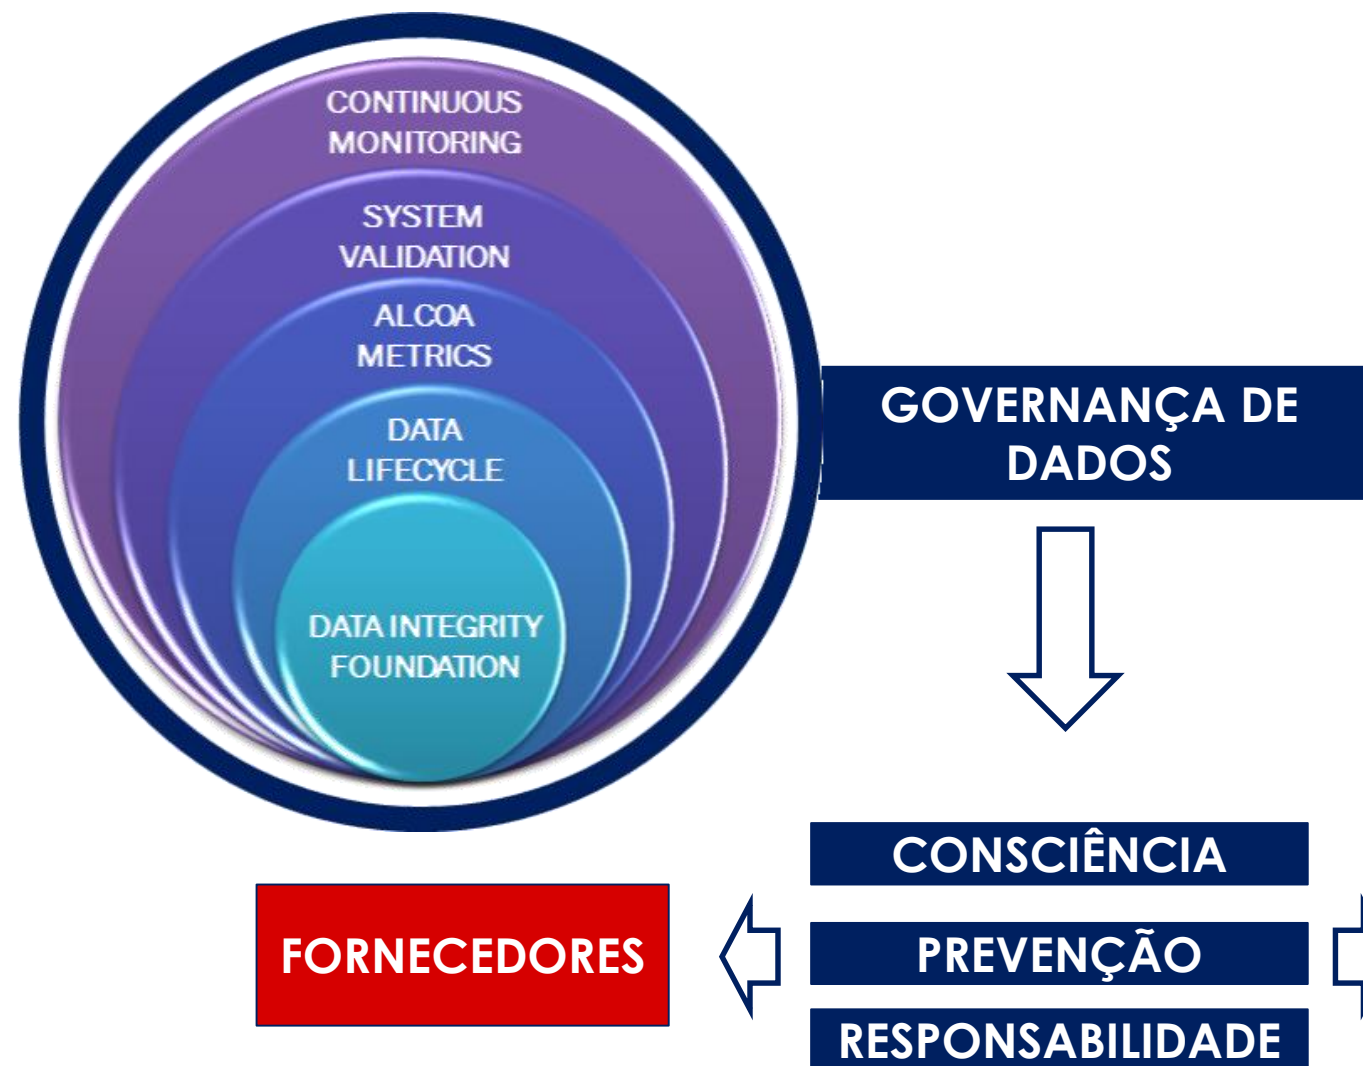 CONTINUOUS
MONITORING
SYSTEM
VALIDATION
ALCOA
METRICS
DATA
LIFECYCLE
DATA INTEGRITY
FOUNDATION
GOVERNANÇA DE
DADOS
CONSCIÊNCIA
FORNECEDORES
PREVENÇÃO
RESPONSABILIDADE